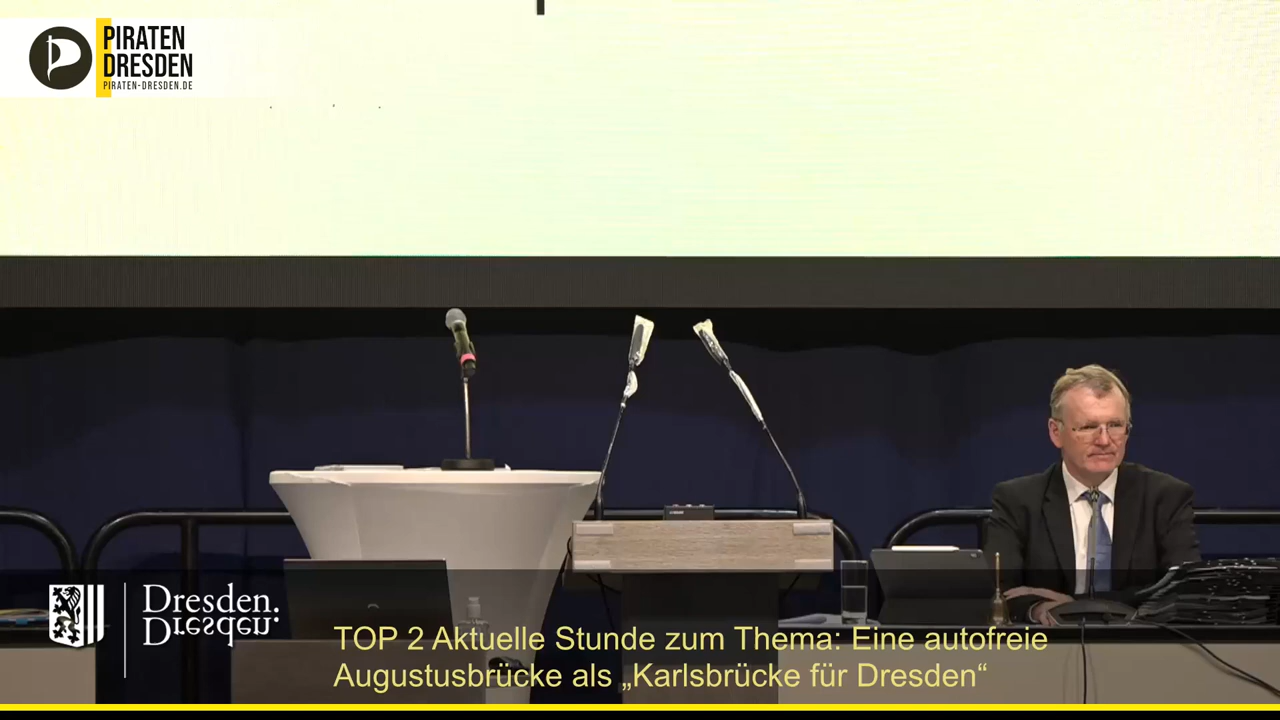 PIRATEN
DRESDEN
PIRATEN-DRESDEN.DE
Dresden.
Dresden.
TOP 2 Aktuelle Stunde zum Thema: Eine autofreie
Augustusbrücke als „Karlsbrücke für Dresden“